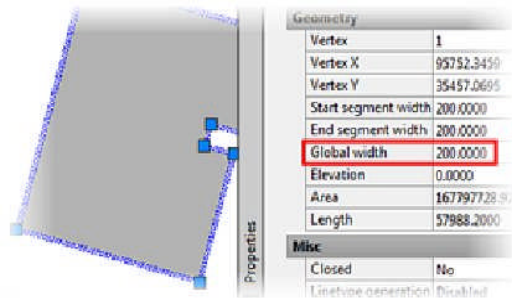 Geometry
Vertex 1
Vertex X 95752.3459
Vertex Y 35457.0695
Start segment width 200.0000
End segment width 200.0000
Global width 200.0000
Elevation 0.0000
Area
Length 57988.2000
Misc
Closed No
Linetype generation Disabled
Properties